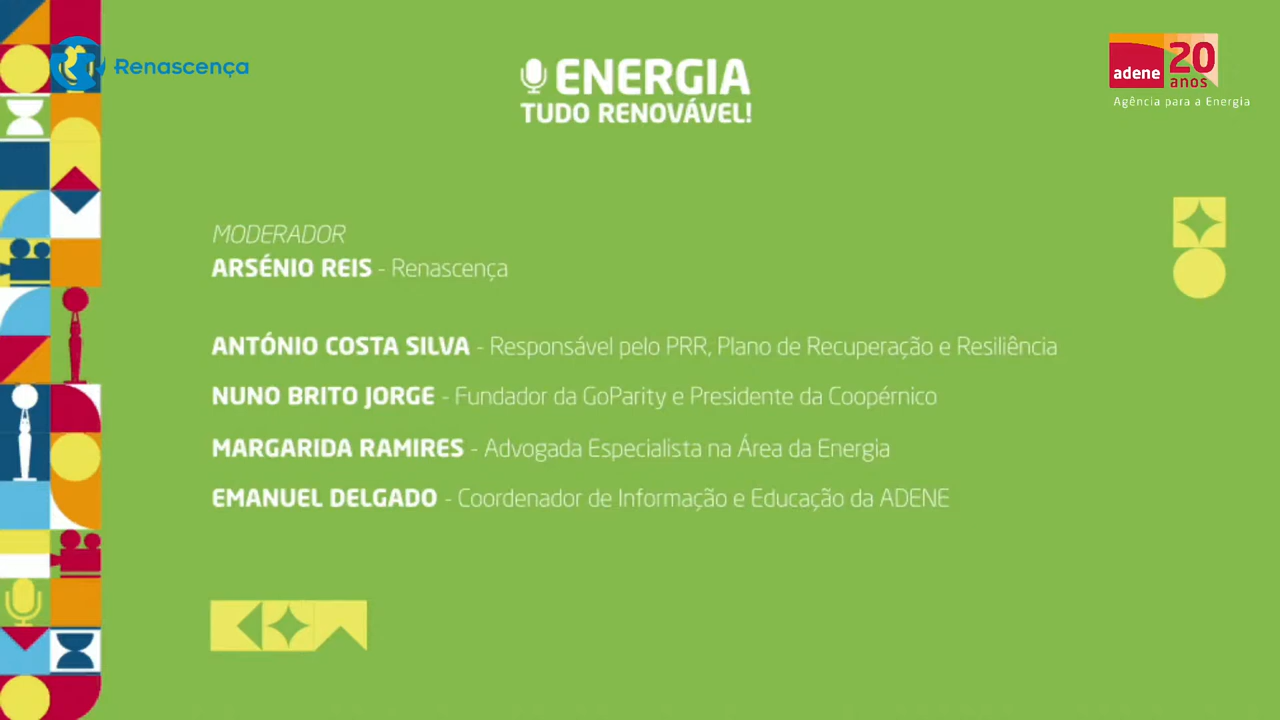 Renascença
ENERGIA
TUDO RENOVÁVEL!
adene 20 anos
Agência para a Energia
MODERADOR
ARSÉNIO REIS - Renascença
ANTÓNIO COSTA SILVA - Responsável pelo PRR, Plano de Recuperação e Resiliência
NUNO BRITO JORGE - Fundador da GoParity e Presidente da Coopérnico
MARGARIDA RAMIRES - Advogada Especialista na Área da Energia
EMANUEL DELGADO - Coordenador de Informação e Educação da ADENE